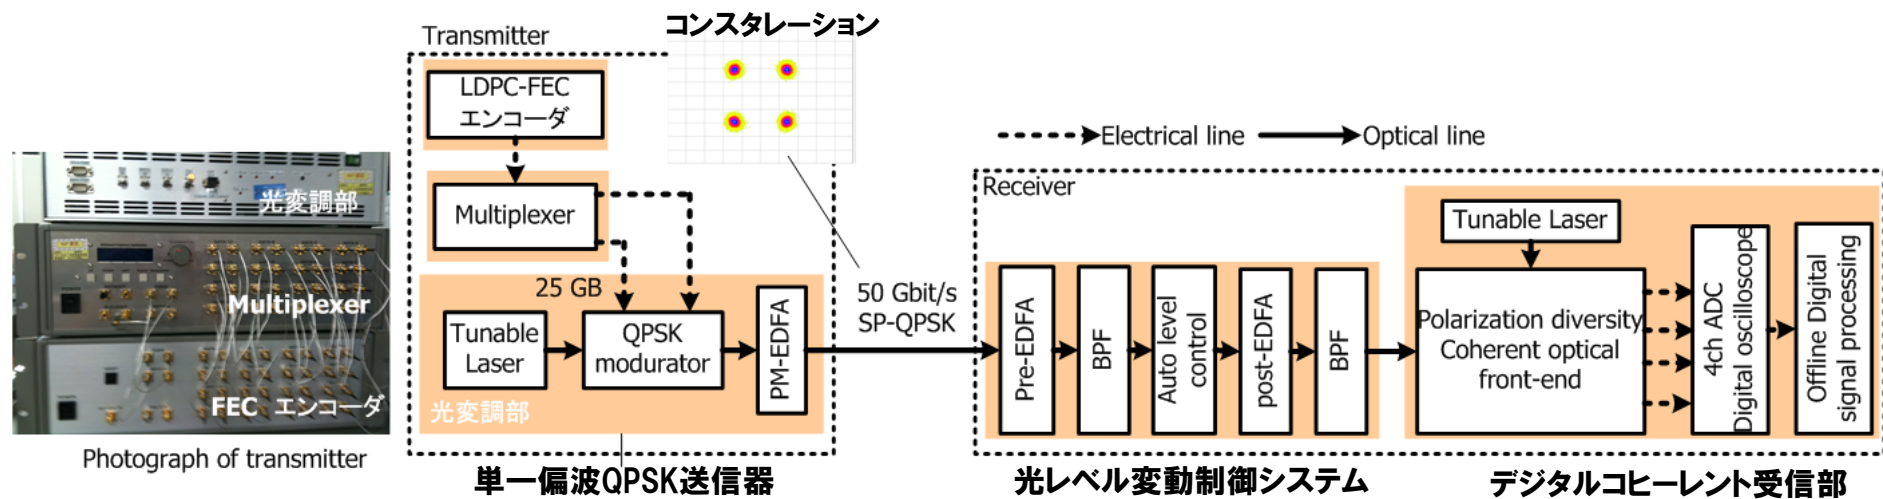 コンスタレーション
Transmitter
LDPC-FEC
エンコーダ
Multiplexer
25 GB
Tunable
Laser
QPSK
modurator
PM-EDFA
光変調部
単一偏波QPSK送信器
50 Gbit/s
SP-QPSK
Electrical line
Optical line
Receiver
Pre-EDFA
BPF
Auto level
control
post-EDFA
BPF
光レベル変動制御システム
Tunable Laser
Polarization diversity
Coherent optical
front-end
4ch ADC
Digital oscilloscope
Offline Digital
signal processing
デジタルコヒーレント受信部
光変調部
Multiplexer
FEC エンコーダ
Photograph of transmitter